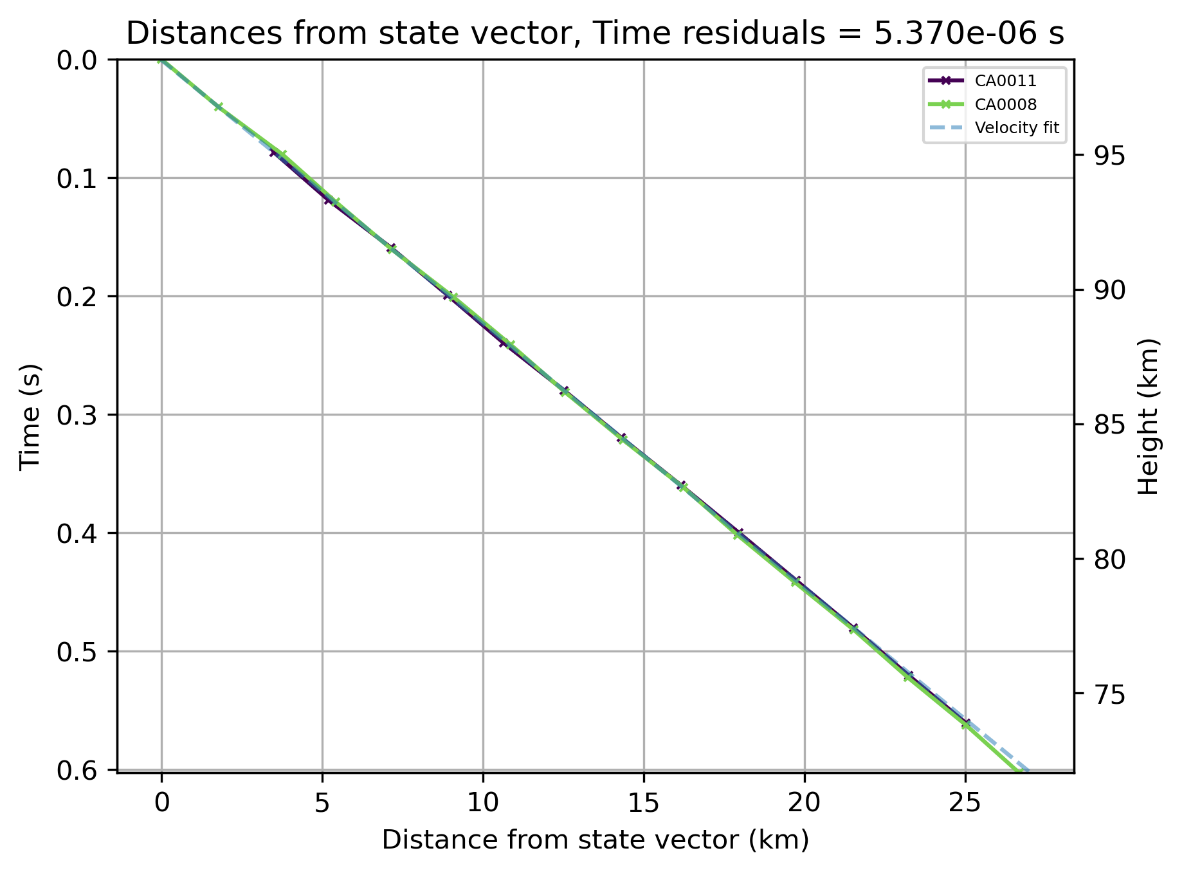 Distances from state vector, Time residuals = 5.370e-06 s
CA0011
CA0008
Velocity fit
Time (s)
0.0
0.1
0.2
0.3
0.4
0.5
0.6
Height (km)
95
90
85
80
75
0 5 10 15 20 25
Distance from state vector (km)